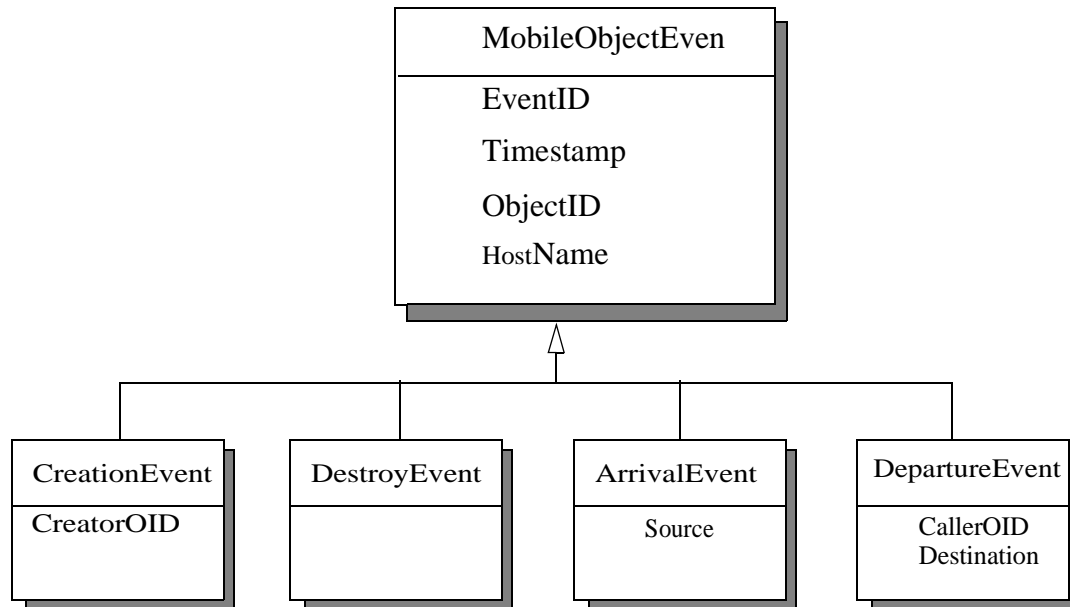 MobileObjectEven
EventID
Timestamp
ObjectID
HostName
CreationEvent
CreatorOID
DestroyEvent
ArrivalEvent
Source
DepartureEvent
CallerOID
Destination